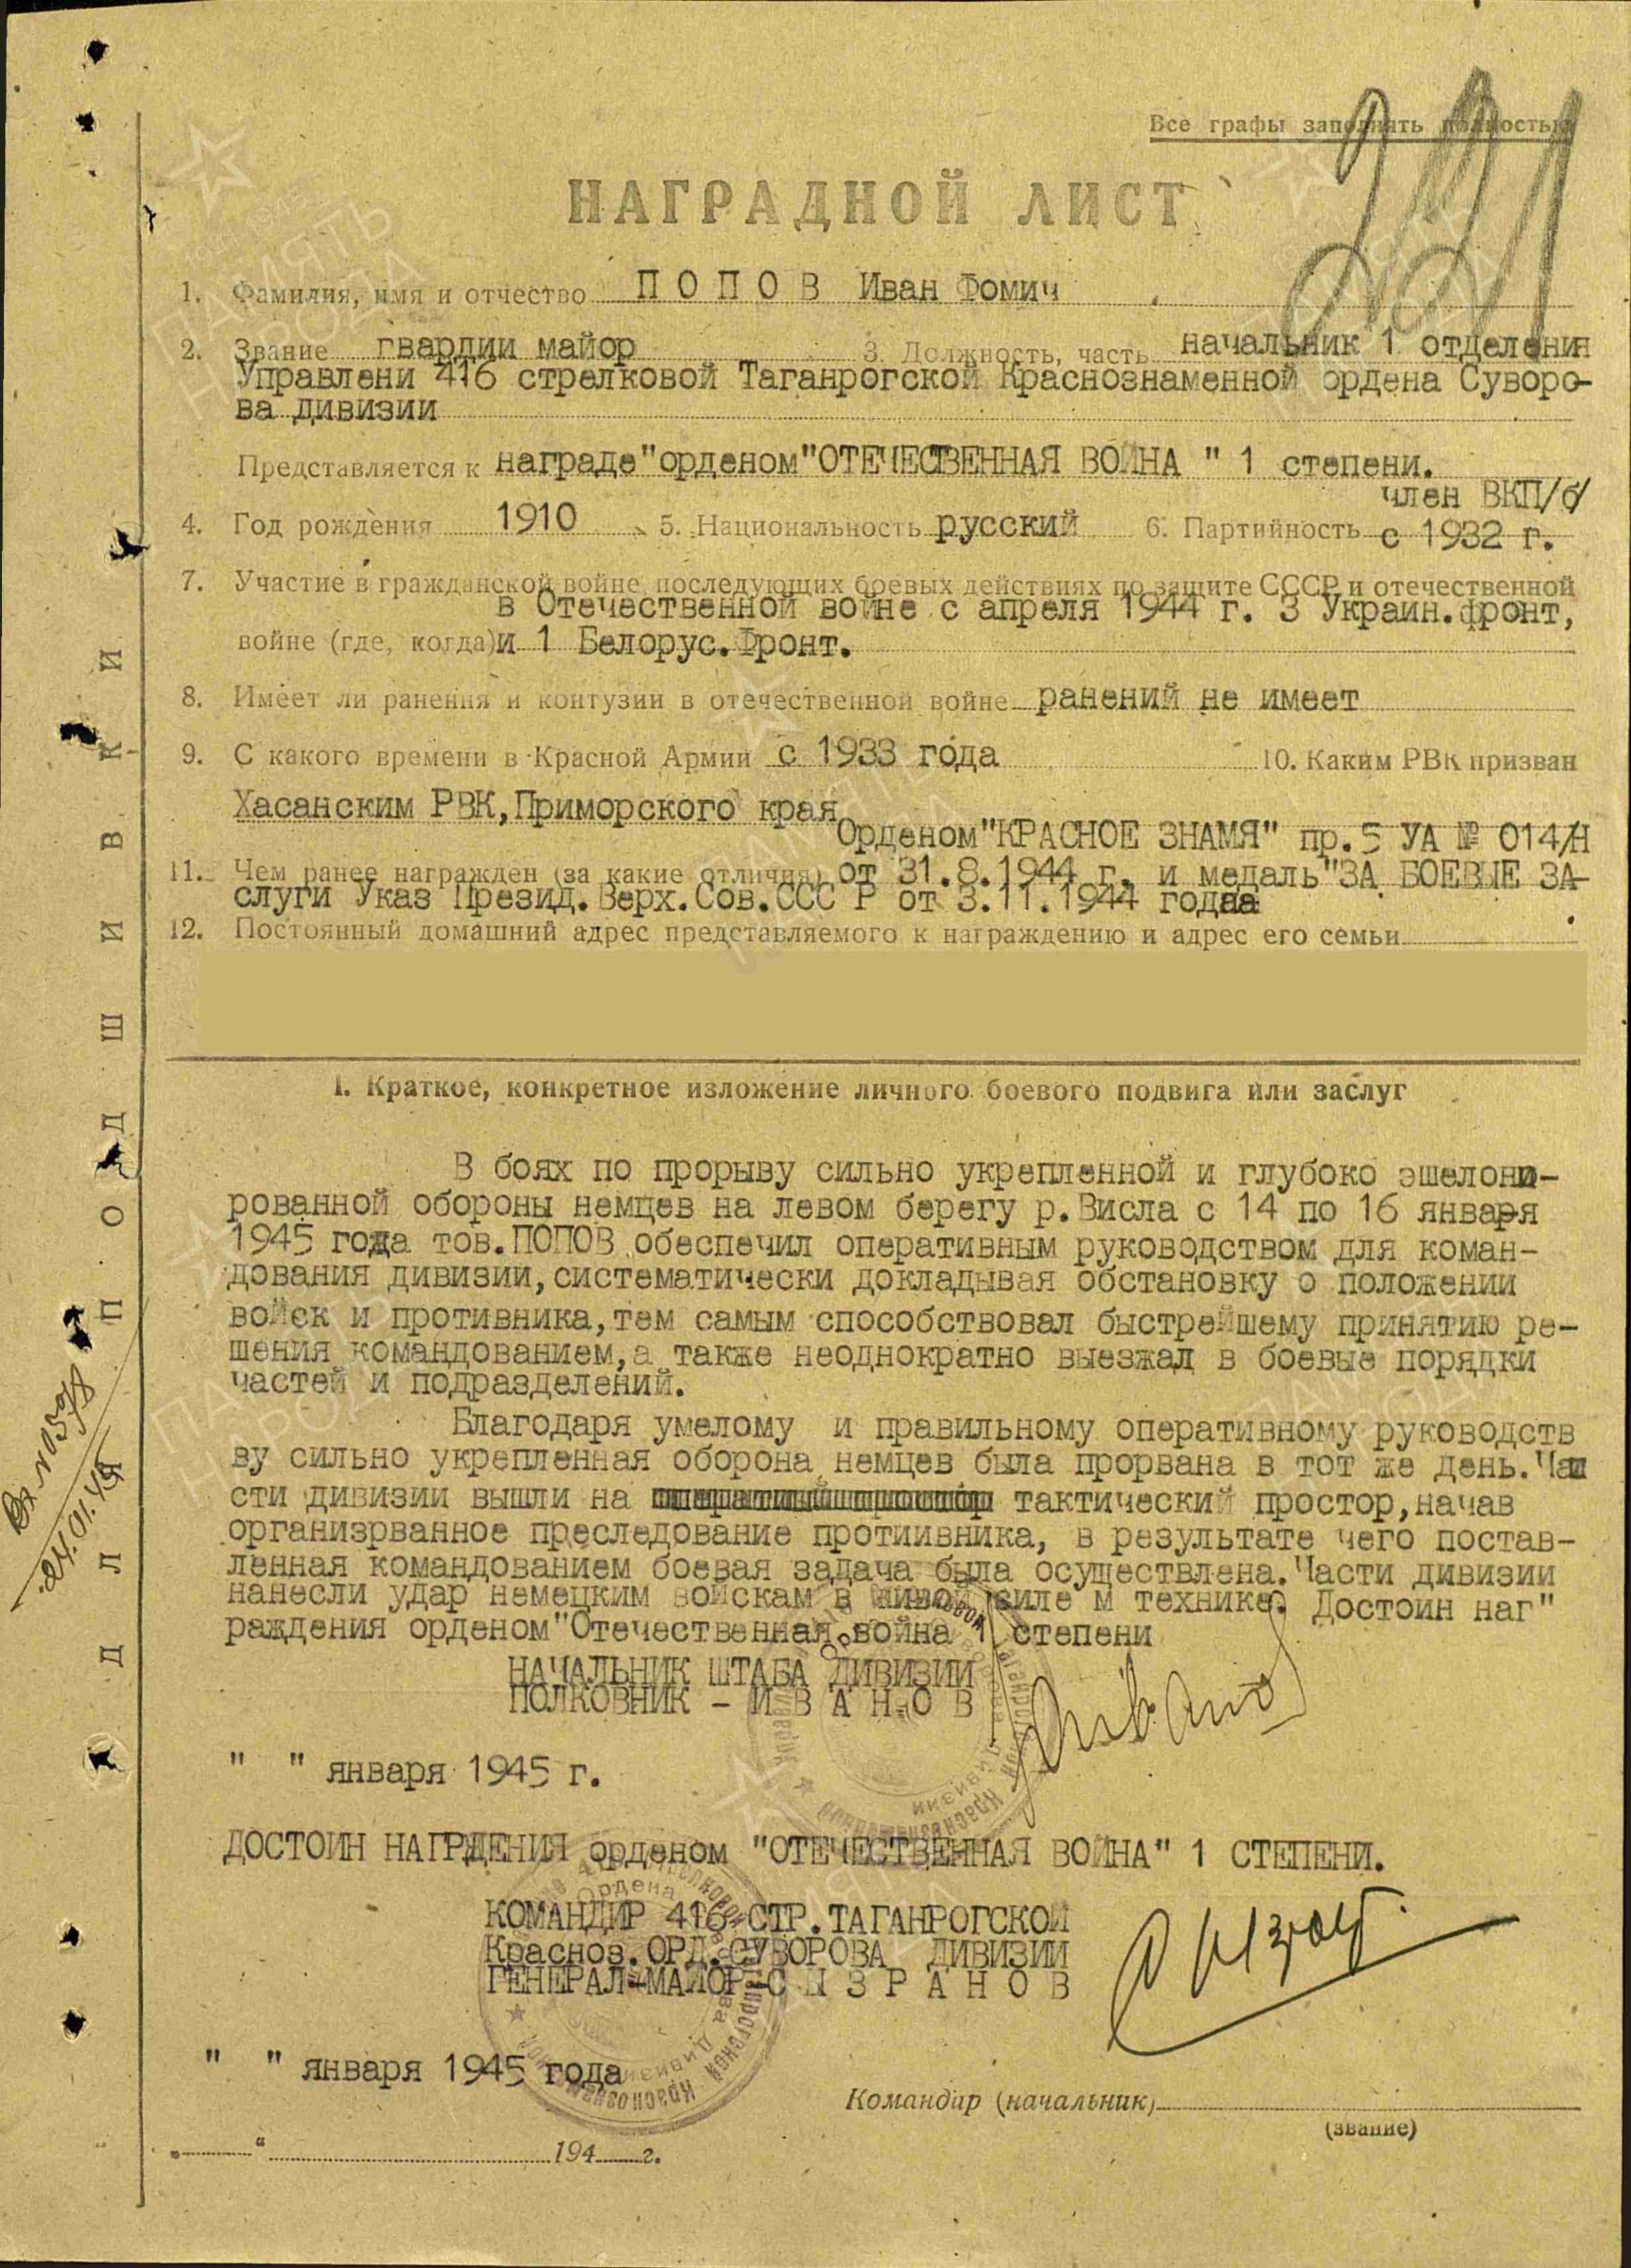 Все графы заполнять полностью
НАГРАДНОЙ ЛИСТ
1. Фамилия, имя и отчество П О П О В Иван Фомич
2. Звание гвардии майор 3. Должность, часть начальник 1 отделения
Управлени 416 стрелковой Таганрогской Краснознаменной ордена Суворо-
ва дивизии
Представляется к награде "орденом "ОТЕЧЕСТВЕННАЯ ВОЙНА " 1 степени.
член ВКП/б/
4. Год рождения 1910 5. Национальность русский 6. Партийность с 1932 г.
7. Участие в гражданской войне, последующих боевых действиях по защите СССР и отечественной
в Отечественной войне с апреля 1944 г. 3 Украин.фронт,
войне (где, когда) и 1 Белорус.Фронт.
8. Имеет ли ранения и контузии в отечественной войне ранений не имеет
9. С какого времени в Красной Армии с 1933 года 10. Каким РВК призван
Хасанским РВК, Приморского края
Орденом "КРАСНОЕ ЗНАМЯ" пр.5 УА № 014/Н
11. Чем ранее награжден (за какие отличия) от 31.8.1944 г. и медаль "ЗА БОЕВЫЕ ЗА-
слуги Указ Презид.Верх.Сов.ССС Р от 3.11.1944 года
12. Постоянный домашний адрес представляемого к награждению и адрес его семьи
I. Краткое, конкретное изложение личного боевого подвига или заслуг
В боях по прорыву сильно укрепленной и глубоко эшелони-
рованной обороны немцев на левом берегу р.Висла с 14 по 16 января
1945 года тов.ПОПОВ обеспечил оперативным руководством для коман-
дования дивизии, систематически докладывая обстановку о положении
войск и противника, тем самым способствовал быстрейшему принятию ре-
шения командованием, а также неоднократно выезжал в боевые порядки
частей и подразделений.
Благодаря умелому и правильному оперативному руководств
ву сильно укрепленная оборона немцев была прорвана в тот же день. Ча
сти дивизии вышли на тактический простор, начав
организрванное преследование протиивника, в результате чего постав-
ленная командованием боевая задача была осуществлена. Части дивизии
нанесли удар немецким войскам в живой силе м технике. Достоин наг"
раждения орденом "Отечественная война 1 степени
НАЧАЛЬНИК ШТАБА ДИВИЗИИ
ПОЛКОВНИК - И В А Н О В
" " января 1945 г.
ДОСТОИН НАГРДЕНИЯ орденом "ОТЕЧЕСТВЕННАЯ ВОЙНА" 1 СТЕПЕНИ.
КОМАНДИР 416 СТР.ТАГАНРОГСКОЙ
Красноз.ОРД.СУВОРОВА ДИВИЗИИ
ГЕНЕРАЛ-МАЙОР-С Ы З Р А Н О В
" " января 1945 года
Командир (начальник)
(звание)
„ “ 194 г.
ДЛЯ ПОДШИВКИ
ПАМЯТЬ НАРОДА